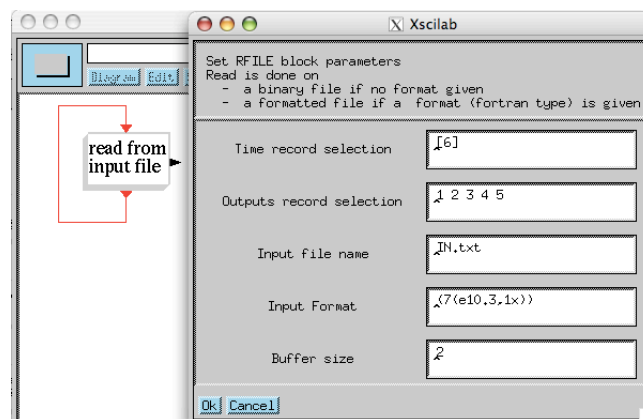 Xscilab
Diagram Edit
read from
input file
Set RFILE block parameters
Read is done on
- a binary file if no format given
- a formatted file if a format (fortran type) is given
Time record selection [6]
Outputs record selection 1 2 3 4 5
Input file name IN.txt
Input Format (7(e10.3,1x))
Buffer size 2
Ok Cancel